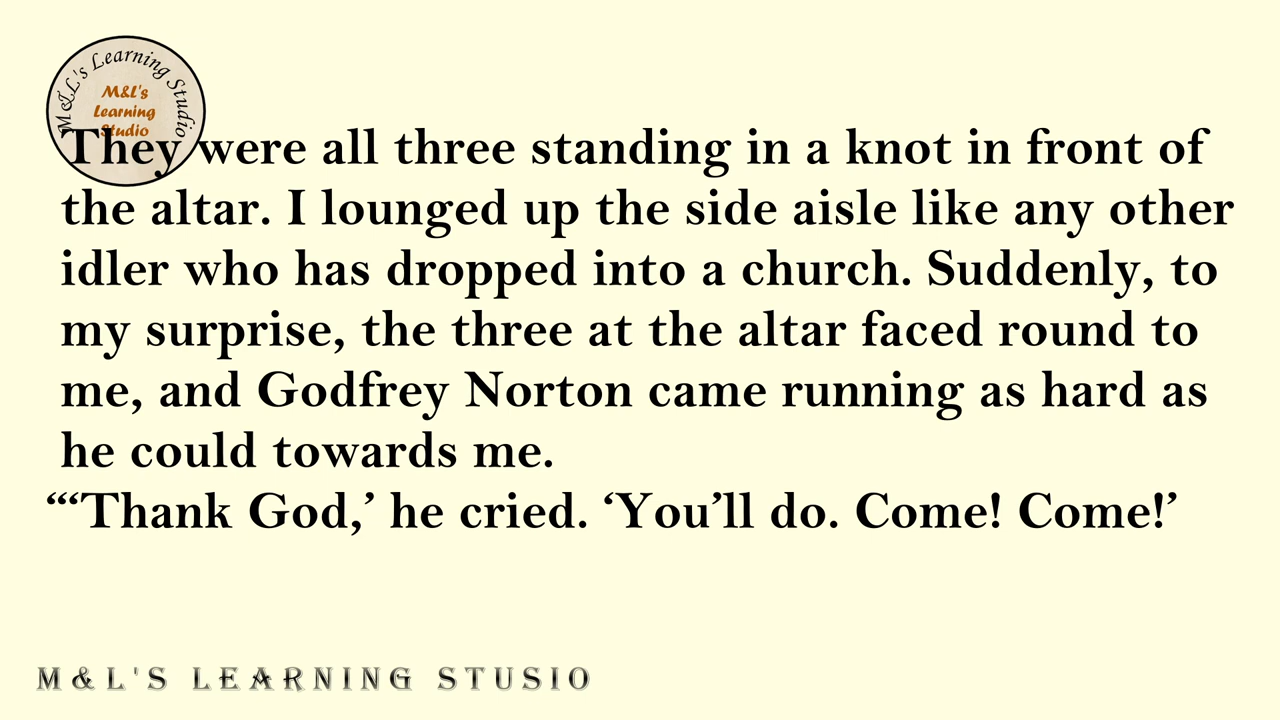 M&L's Learning Studio
M&L's
Learning
Studio
They were all three standing in a knot in front of
the altar. I lounged up the side aisle like any other
idler who has dropped into a church. Suddenly, to
my surprise, the three at the altar faced round to
me, and Godfrey Norton came running as hard as
he could towards me.
“‘Thank God,’ he cried. ‘You’ll do. Come! Come!’
M&L'S LEARNING STUSIO